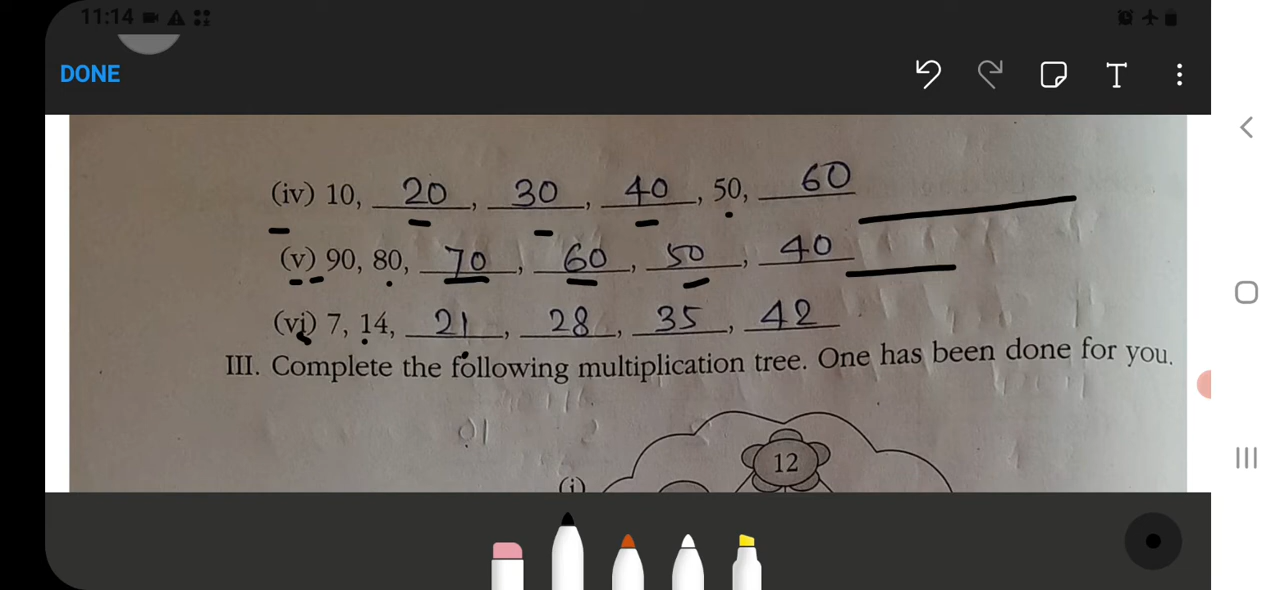 11:14
DONE
T
(iv) 10, 20, 30, 40, 50, 60
(v) 90, 80, 70, 60, 50, 40
(vi) 7, 14, 21, 28, 35, 42
III. Complete the following multiplication tree. One has been done for you.
12
(i)